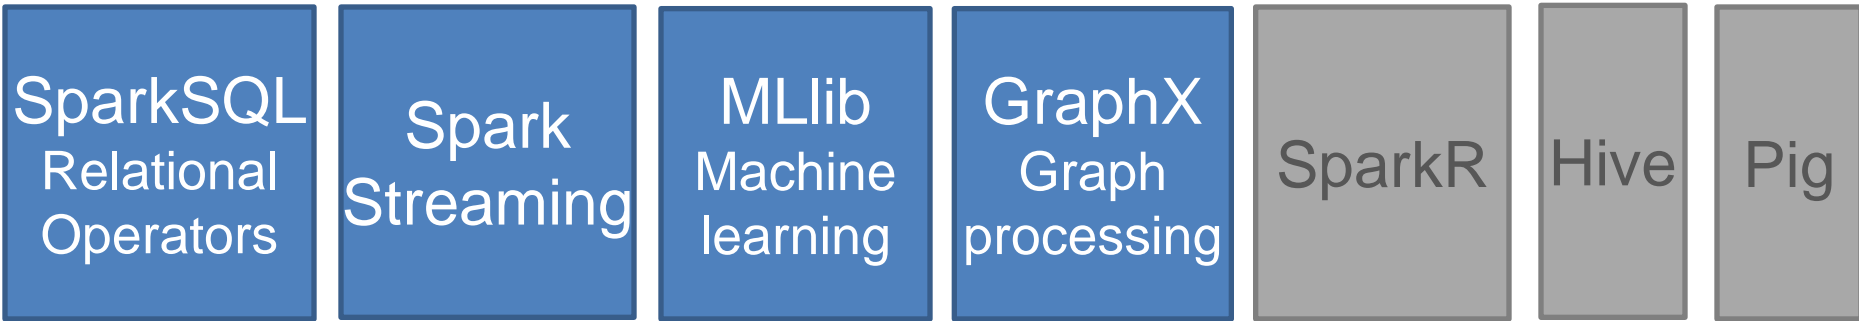 SparkSQL
Relational
Operators
Spark
Streaming
MLlib
Machine
learning
GraphX
Graph
processing
SparkR
Hive
Pig